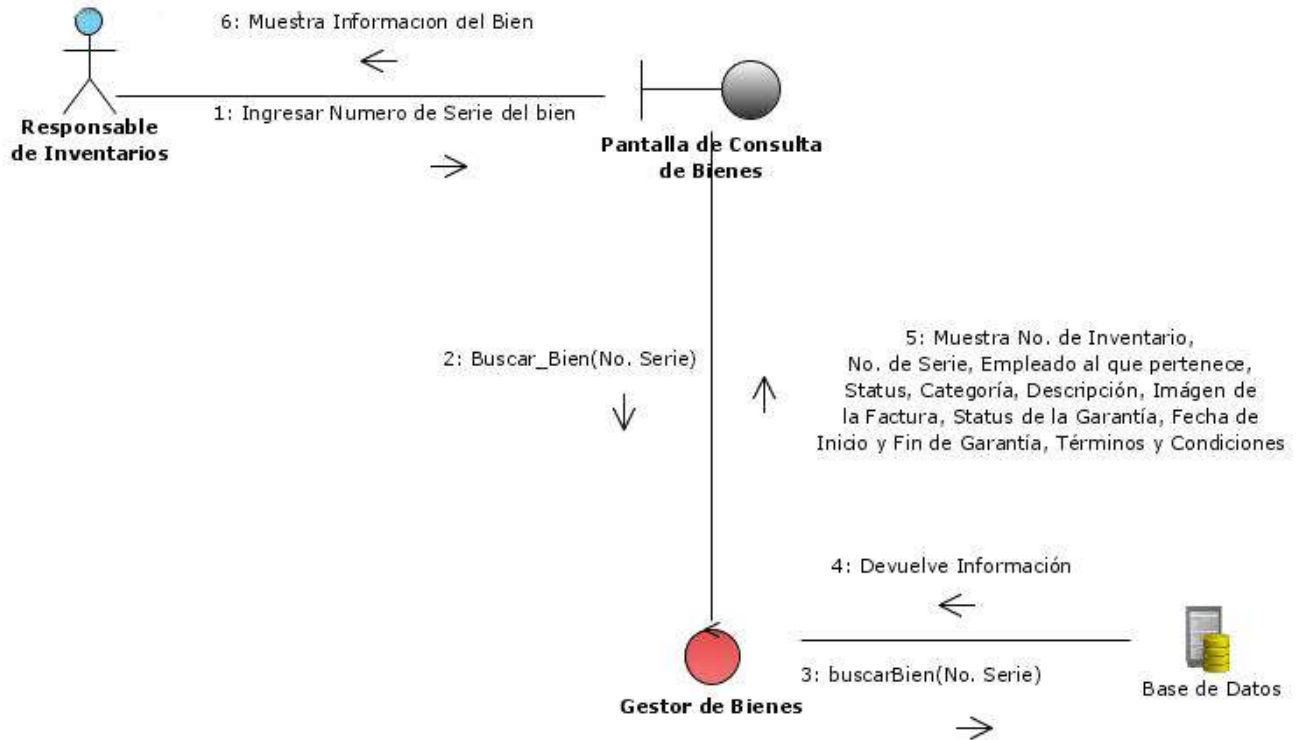 6: Muestra Informacion del Bien
1: Ingresar Numero de Serie del bien
Responsable
de Inventarios
Pantalla de Consulta
de Bienes
2: Buscar_Bien(No. Serie)
5: Muestra No. de Inventario,
No. de Serie, Empleado al que pertenece,
Status, Categoría, Descripción, Imágen de
la Factura, Status de la Garantía, Fecha de
Inicio y Fin de Garantía, Términos y Condiciones
4: Devuelve Información
3: buscarBien(No. Serie)
Gestor de Bienes
Base de Datos